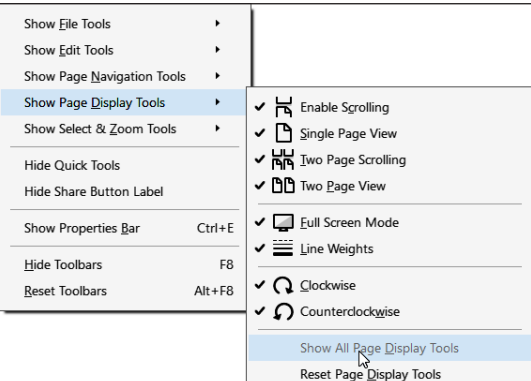 Show File Tools
Show Edit Tools
Show Page Navigation Tools
Show Page Display Tools
Show Select & Zoom Tools
Hide Quick Tools
Hide Share Button Label
Show Properties Bar Ctrl+E
Hide Toolbars F8
Reset Toolbars Alt+F8
Enable Scrolling
Single Page View
Two Page Scrolling
Two Page View
Full Screen Mode
Line Weights
Clockwise
Counterclockwise
Show All Page Display Tools
Reset Page Display Tools